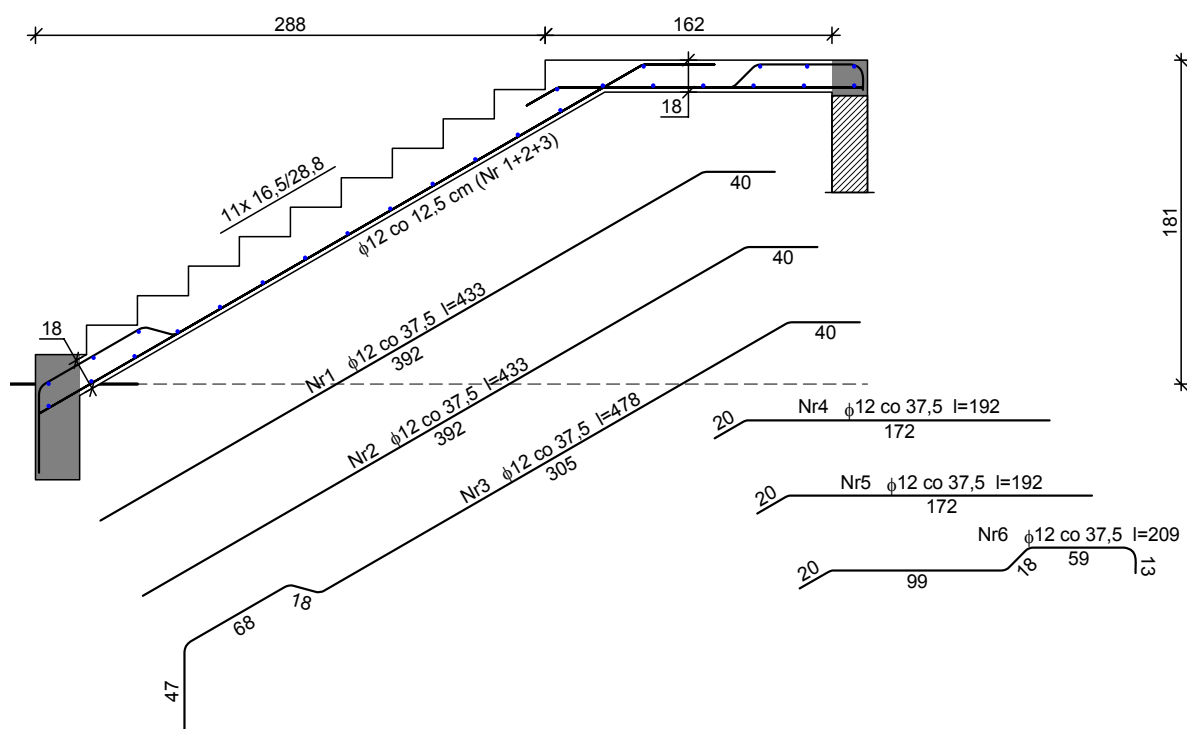 288
162
18
181
11x 16,5/28,8
ϕ12 co 12,5 cm (Nr 1+2+3)
18
40
Nr1 ϕ12 co 37,5 l=433
392
40
Nr2 ϕ12 co 37,5 l=433
392
40
Nr3 ϕ12 co 37,5 l=478
305
18
68
47
Nr4 ϕ12 co 37,5 l=192
20
172
Nr5 ϕ12 co 37,5 l=192
20
172
Nr6 ϕ12 co 37,5 l=209
20
99
18
59
13